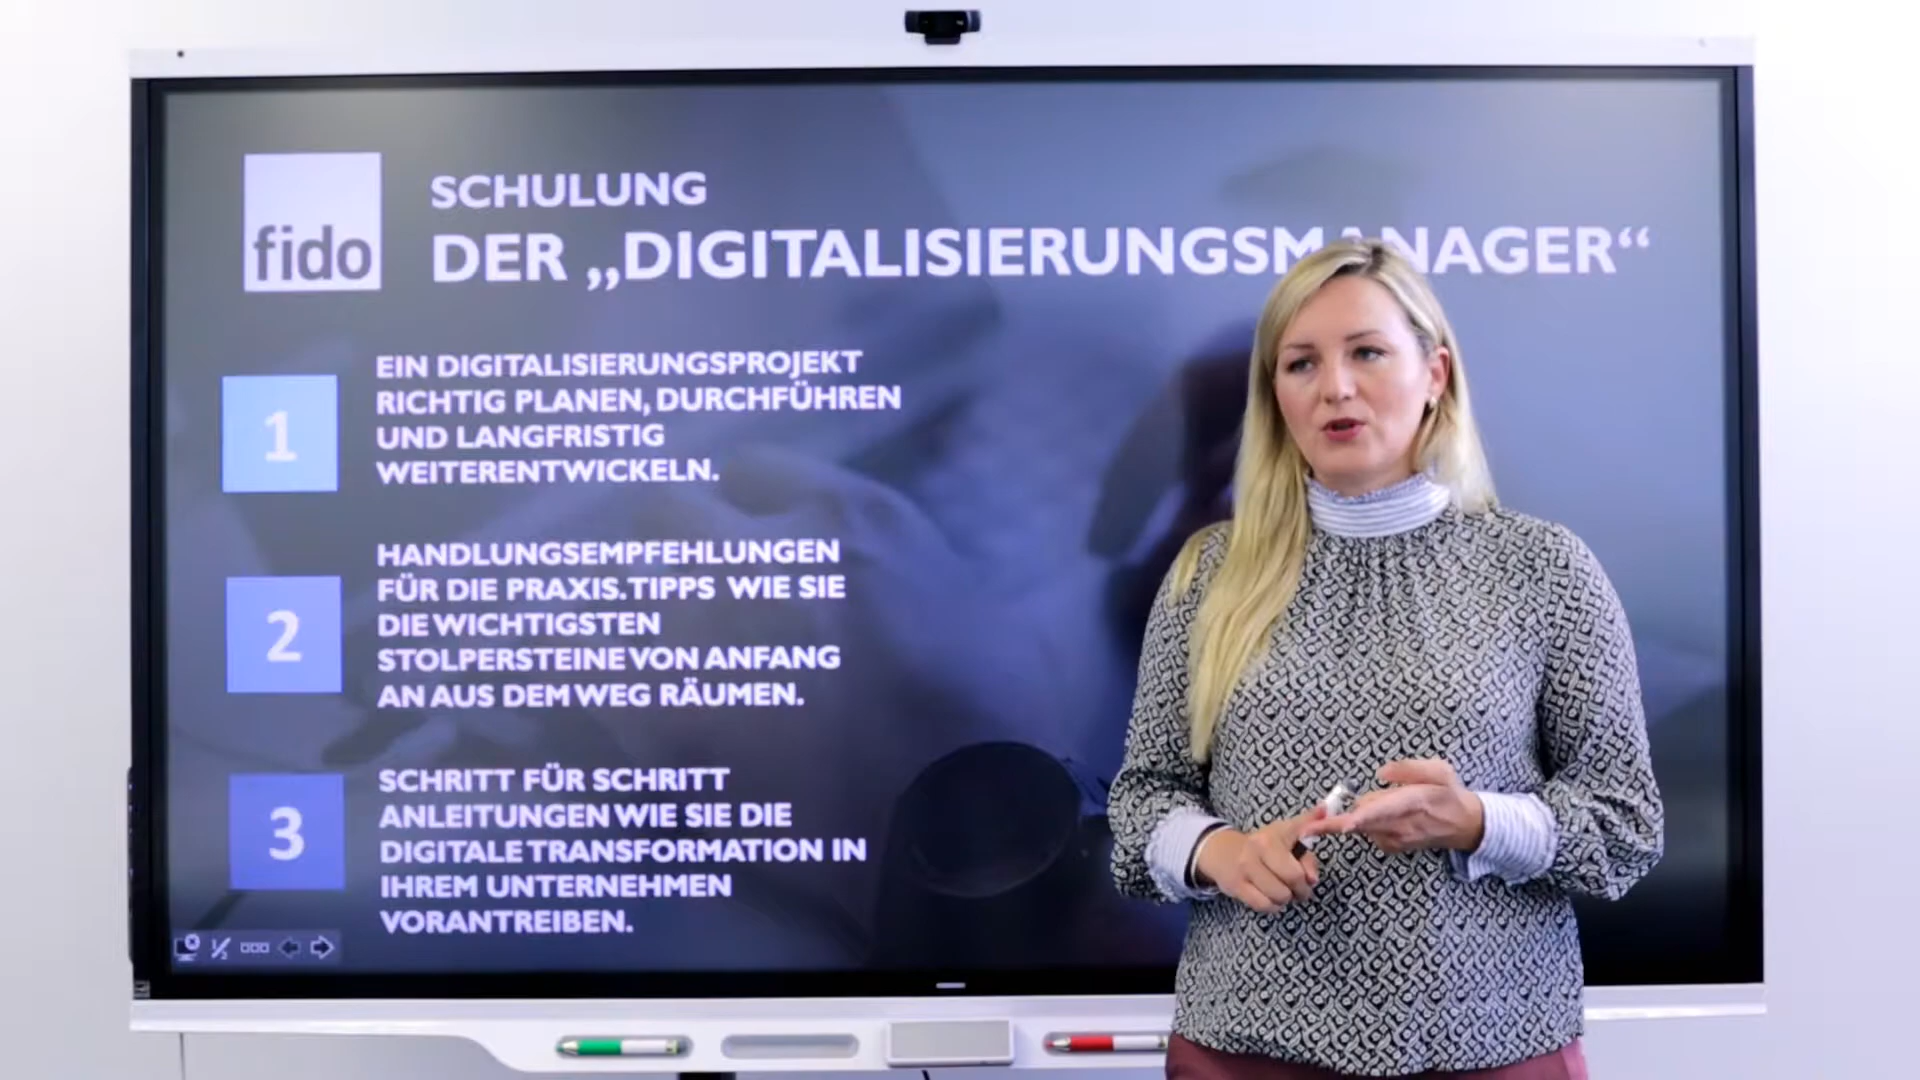 fido
SCHULUNG
DER „DIGITALISIERUNGSMANAGER“
1
EIN DIGITALISIERUNGSPROJEKT
RICHTIG PLANEN, DURCHFÜHREN
UND LANGFRISTIG
WEITERENTWICKELN.
2
HANDLUNGSEMPFEHLUNGEN
FÜR DIE PRAXIS. TIPPS WIE SIE
DIE WICHTIGSTEN
STOLPERSTEINE VON ANFANG
AN AUS DEM WEG RÄUMEN.
3
SCHRITT FÜR SCHRITT
ANLEITUNGEN WIE SIE DIE
DIGITALE TRANSFORMATION IN
IHREM UNTERNEHMEN
VORANTREIBEN.